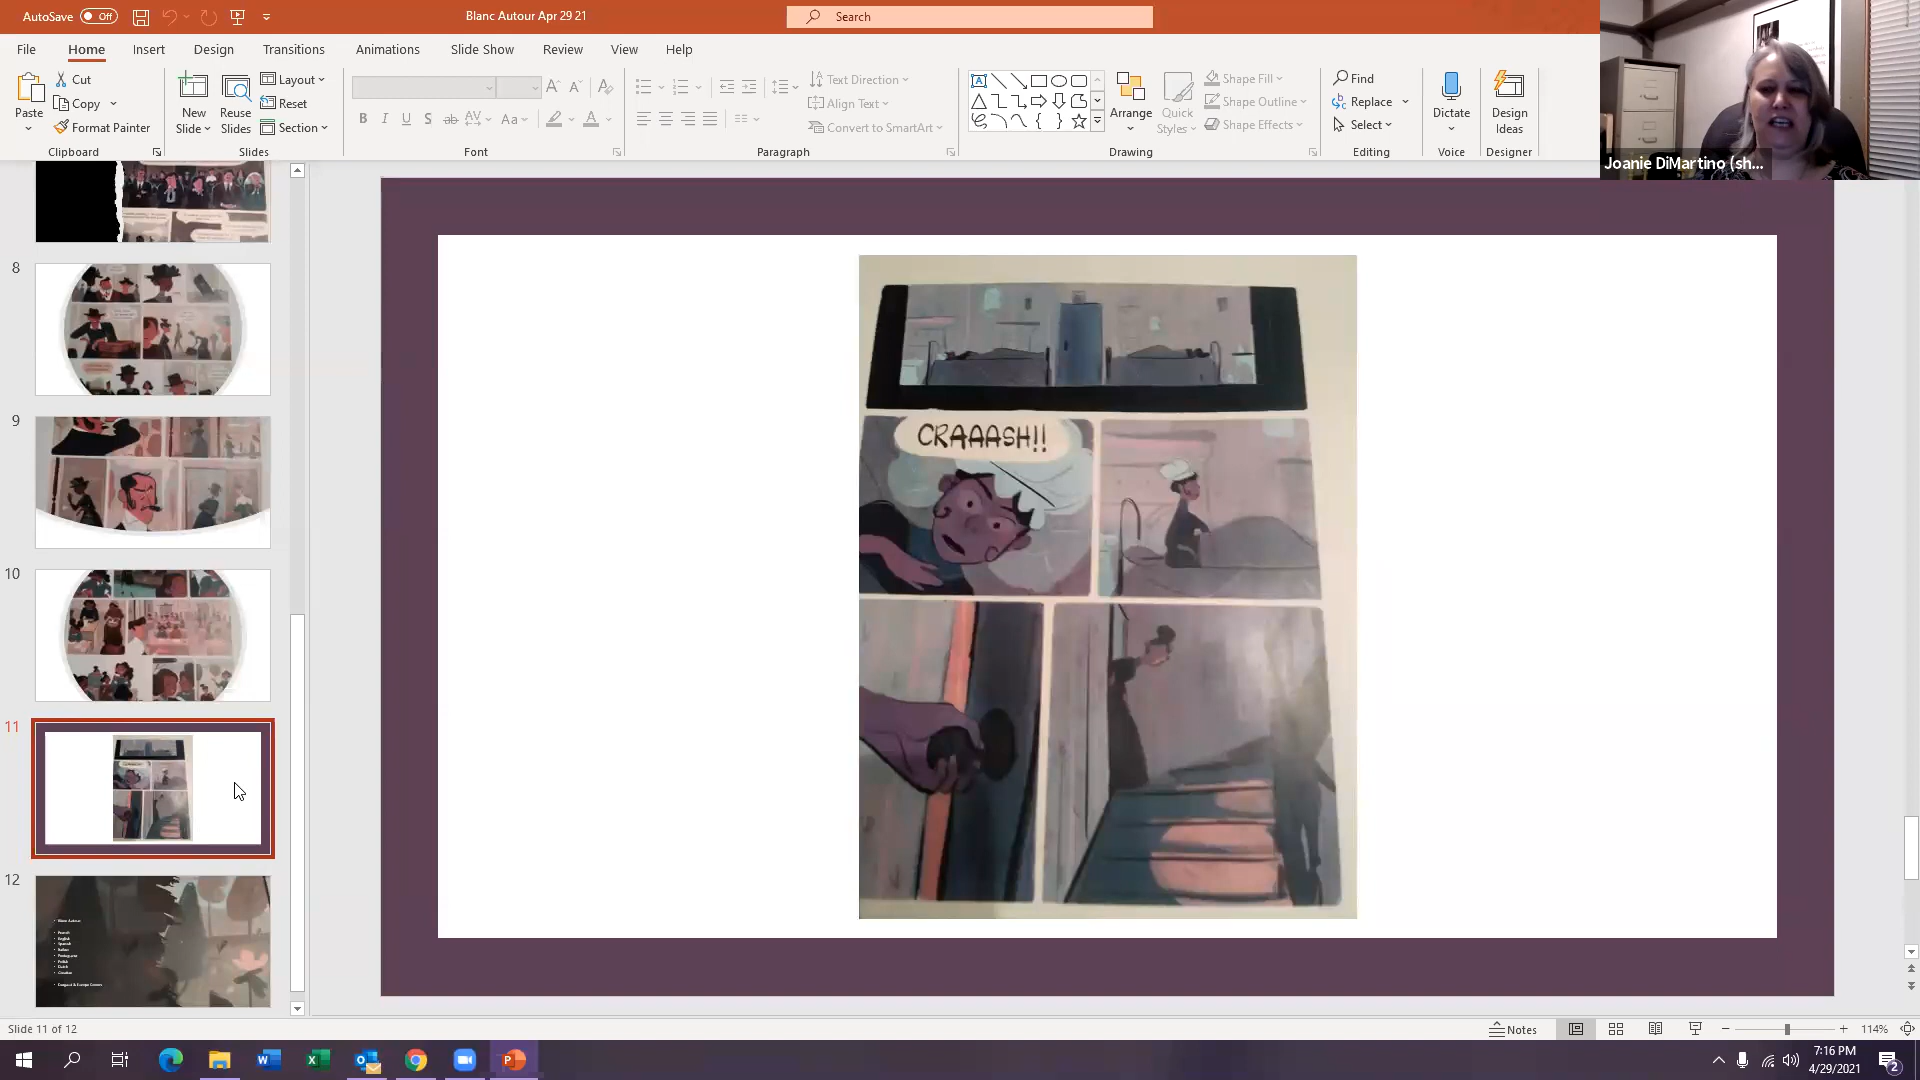 AutoSave Off
Blanc Autour Apr 29 21
Search
File Home Insert Design Transitions Animations Slide Show Review View Help
Paste
Cut
Copy
Format Painter
Clipboard
New Slide
Reuse Slides
Layout
Reset
Section
Slides
B I U S ab AV Aa A
Font
Text Direction
Align Text
Convert to SmartArt
Paragraph
Arrange
Quick Styles
Shape Fill
Shape Outline
Shape Effects
Drawing
Find
Replace
Select
Editing
Dictate
Voice
Design Ideas
Designer
Joanie DiMartino (sh...
8
9
10
11
12
CRAAASH!!
Slide 11 of 12
Notes
114%
7:16 PM
4/29/2021
2